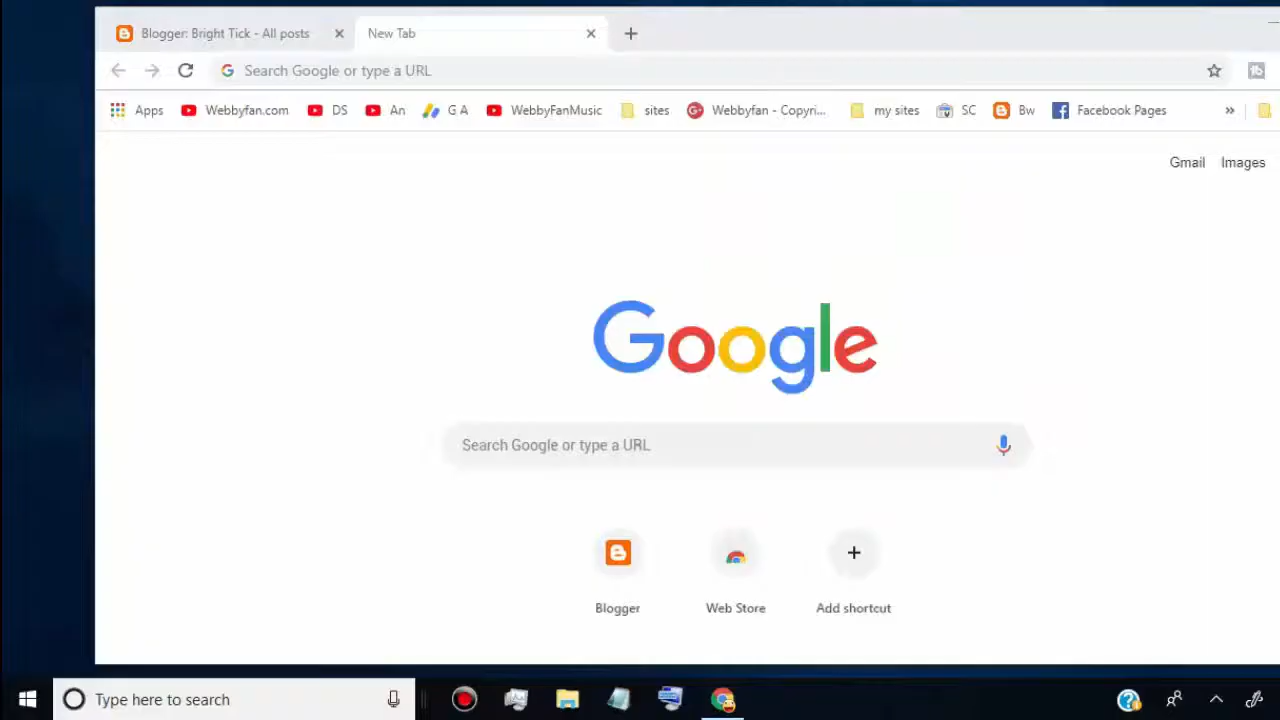 Blogger: Bright Tick - All posts
New Tab
Search Google or type a URL
Apps Webbyfan.com DS An G A WebbyFanMusic sites Webbyfan - Copyri... my sites SC Bw Facebook Pages »
Gmail Images
Google
Search Google or type a URL
Blogger Web Store Add shortcut
Type here to search